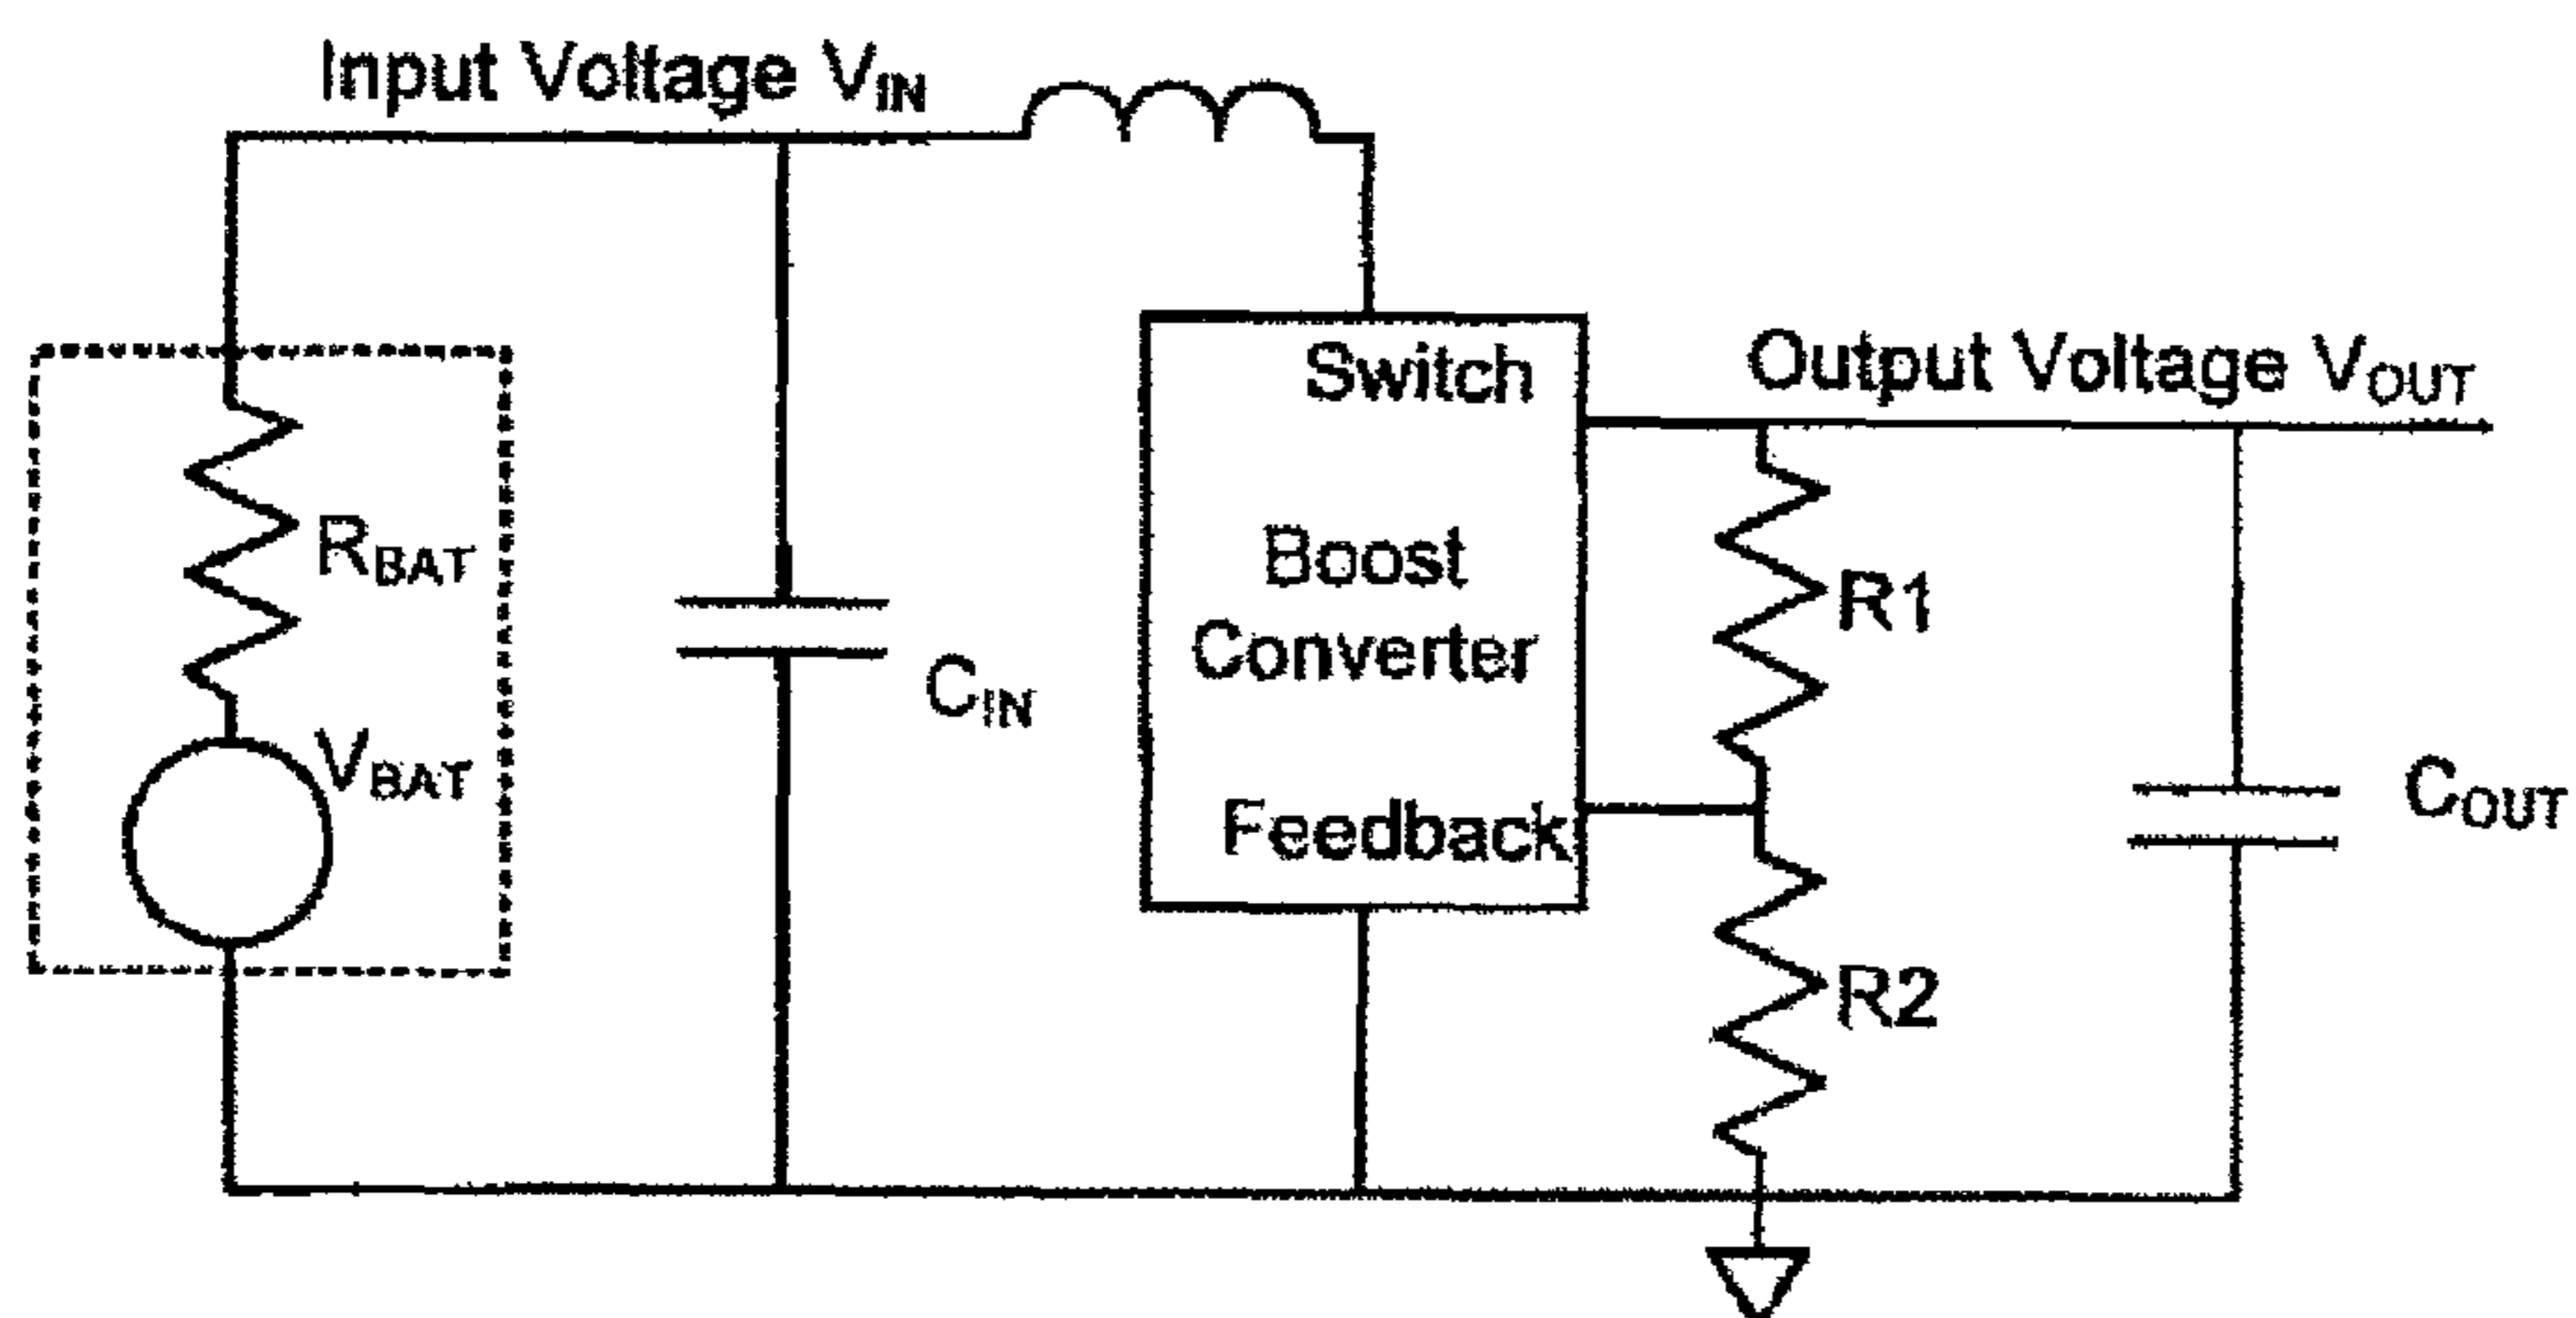 Input Voltage VIN
Switch
Output Voltage VOUT
RBAT
Boost
Converter
R1
CIN
VBAT
Feedback
COUT
R2